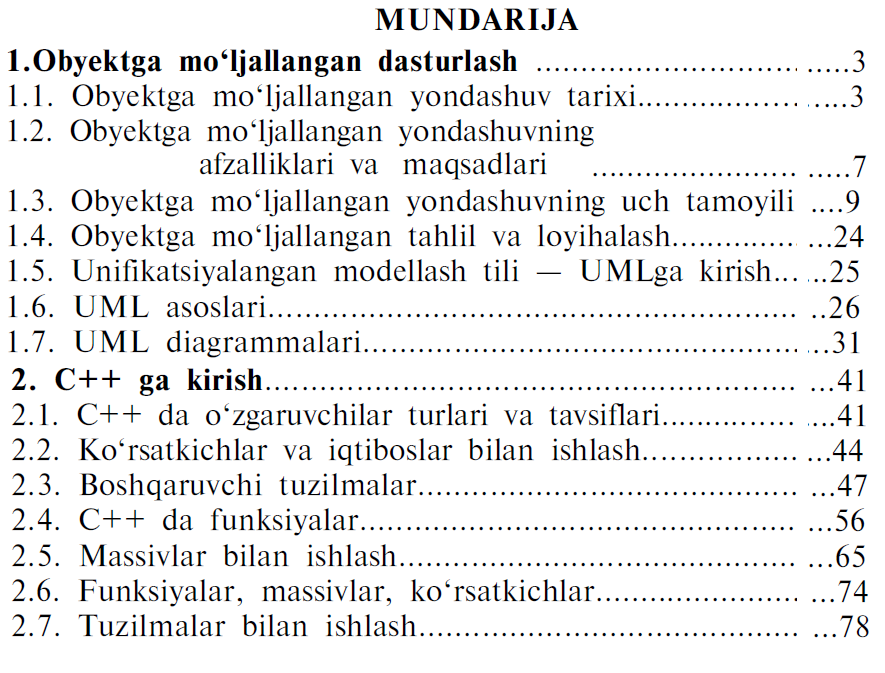 MUNDARIJA
1.Obyektga mo‘ljallangan dasturlash ..................................3
1.1. Obyektga mo‘ljallangan yondashuv tarixi.......................3
1.2. Obyektga mo‘ljallangan yondashuvning
afzalliklari va maqsadlari ............................7
1.3. Obyektga mo‘ljallangan yondashuvning uch tamoyili ....9
1.4. Obyektga mo‘ljallangan tahlil va loyihalash.................24
1.5. Unifikatsiyalangan modellash tili — UMLga kirish......25
1.6. UML asoslari.............................................................26
1.7. UML diagrammalari...................................................31
2. C++ ga kirish............................................................... ...41
2.1. C++ da o‘zgaruvchilar turlari va tavsiflari...................41
2.2. Ko‘rsatkichlar va iqtiboslar bilan ishlash.................. ...44
2.3. Boshqaruvchi tuzilmalar............................................ ...47
2.4. C++ da funksiyalar................................................... ...56
2.5. Massivlar bilan ishlash.............................................. ...65
2.6. Funksiyalar, massivlar, ko‘rsatkichlar....................... ...74
2.7. Tuzilmalar bilan ishlash............................................ ...78